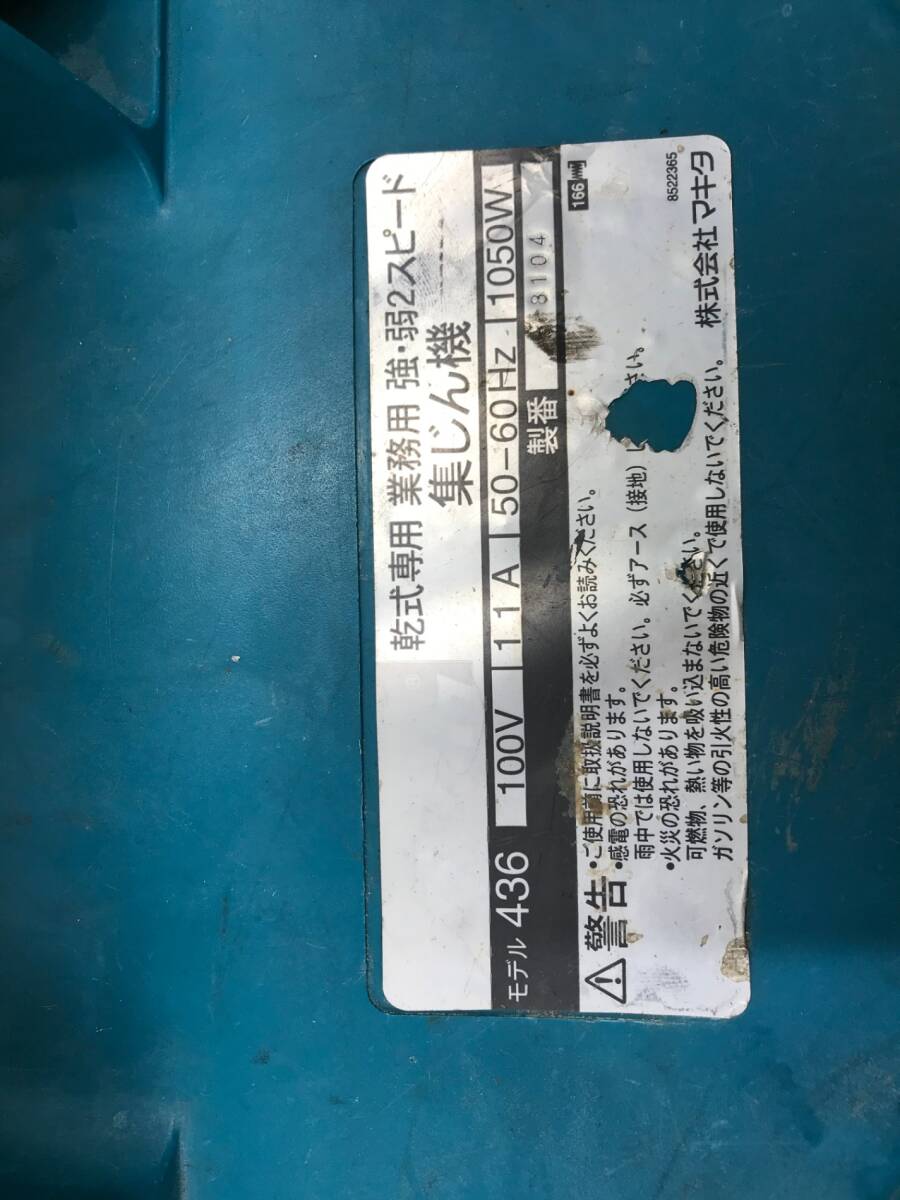 乾式専用 業務用 強・弱2スピード
集じん機
モデル 436 100V 11A 50-60Hz 1050W
製番 8104
警告
•ご使用前に取扱説明書を必ずよくお読みください。
•感電の恐れがあります。
雨中では使用しないでください。必ずアース（接地） さい。
•火災の恐れがあります。
可燃物、熱い物を吸い込まないでください。
ガソリン等の引火性の高い危険物の近くで使用しないでください。
166
8522365
株式会社 マキタ